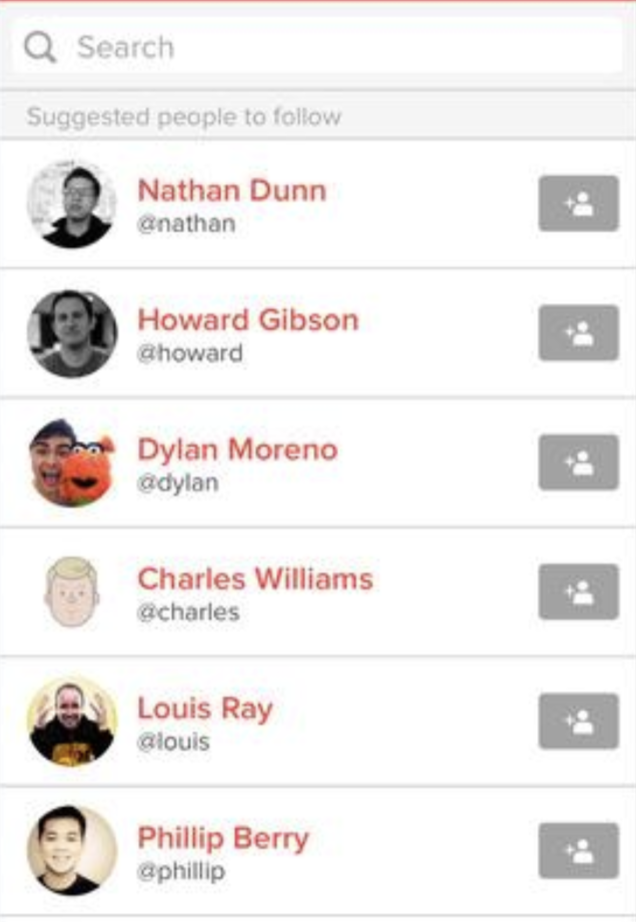 Search
Suggested people to follow
Nathan Dunn
@nathan
Howard Gibson
@howard
Dylan Moreno
@dylan
Charles Williams
@charles
Louis Ray
@louis
Phillip Berry
@phillip